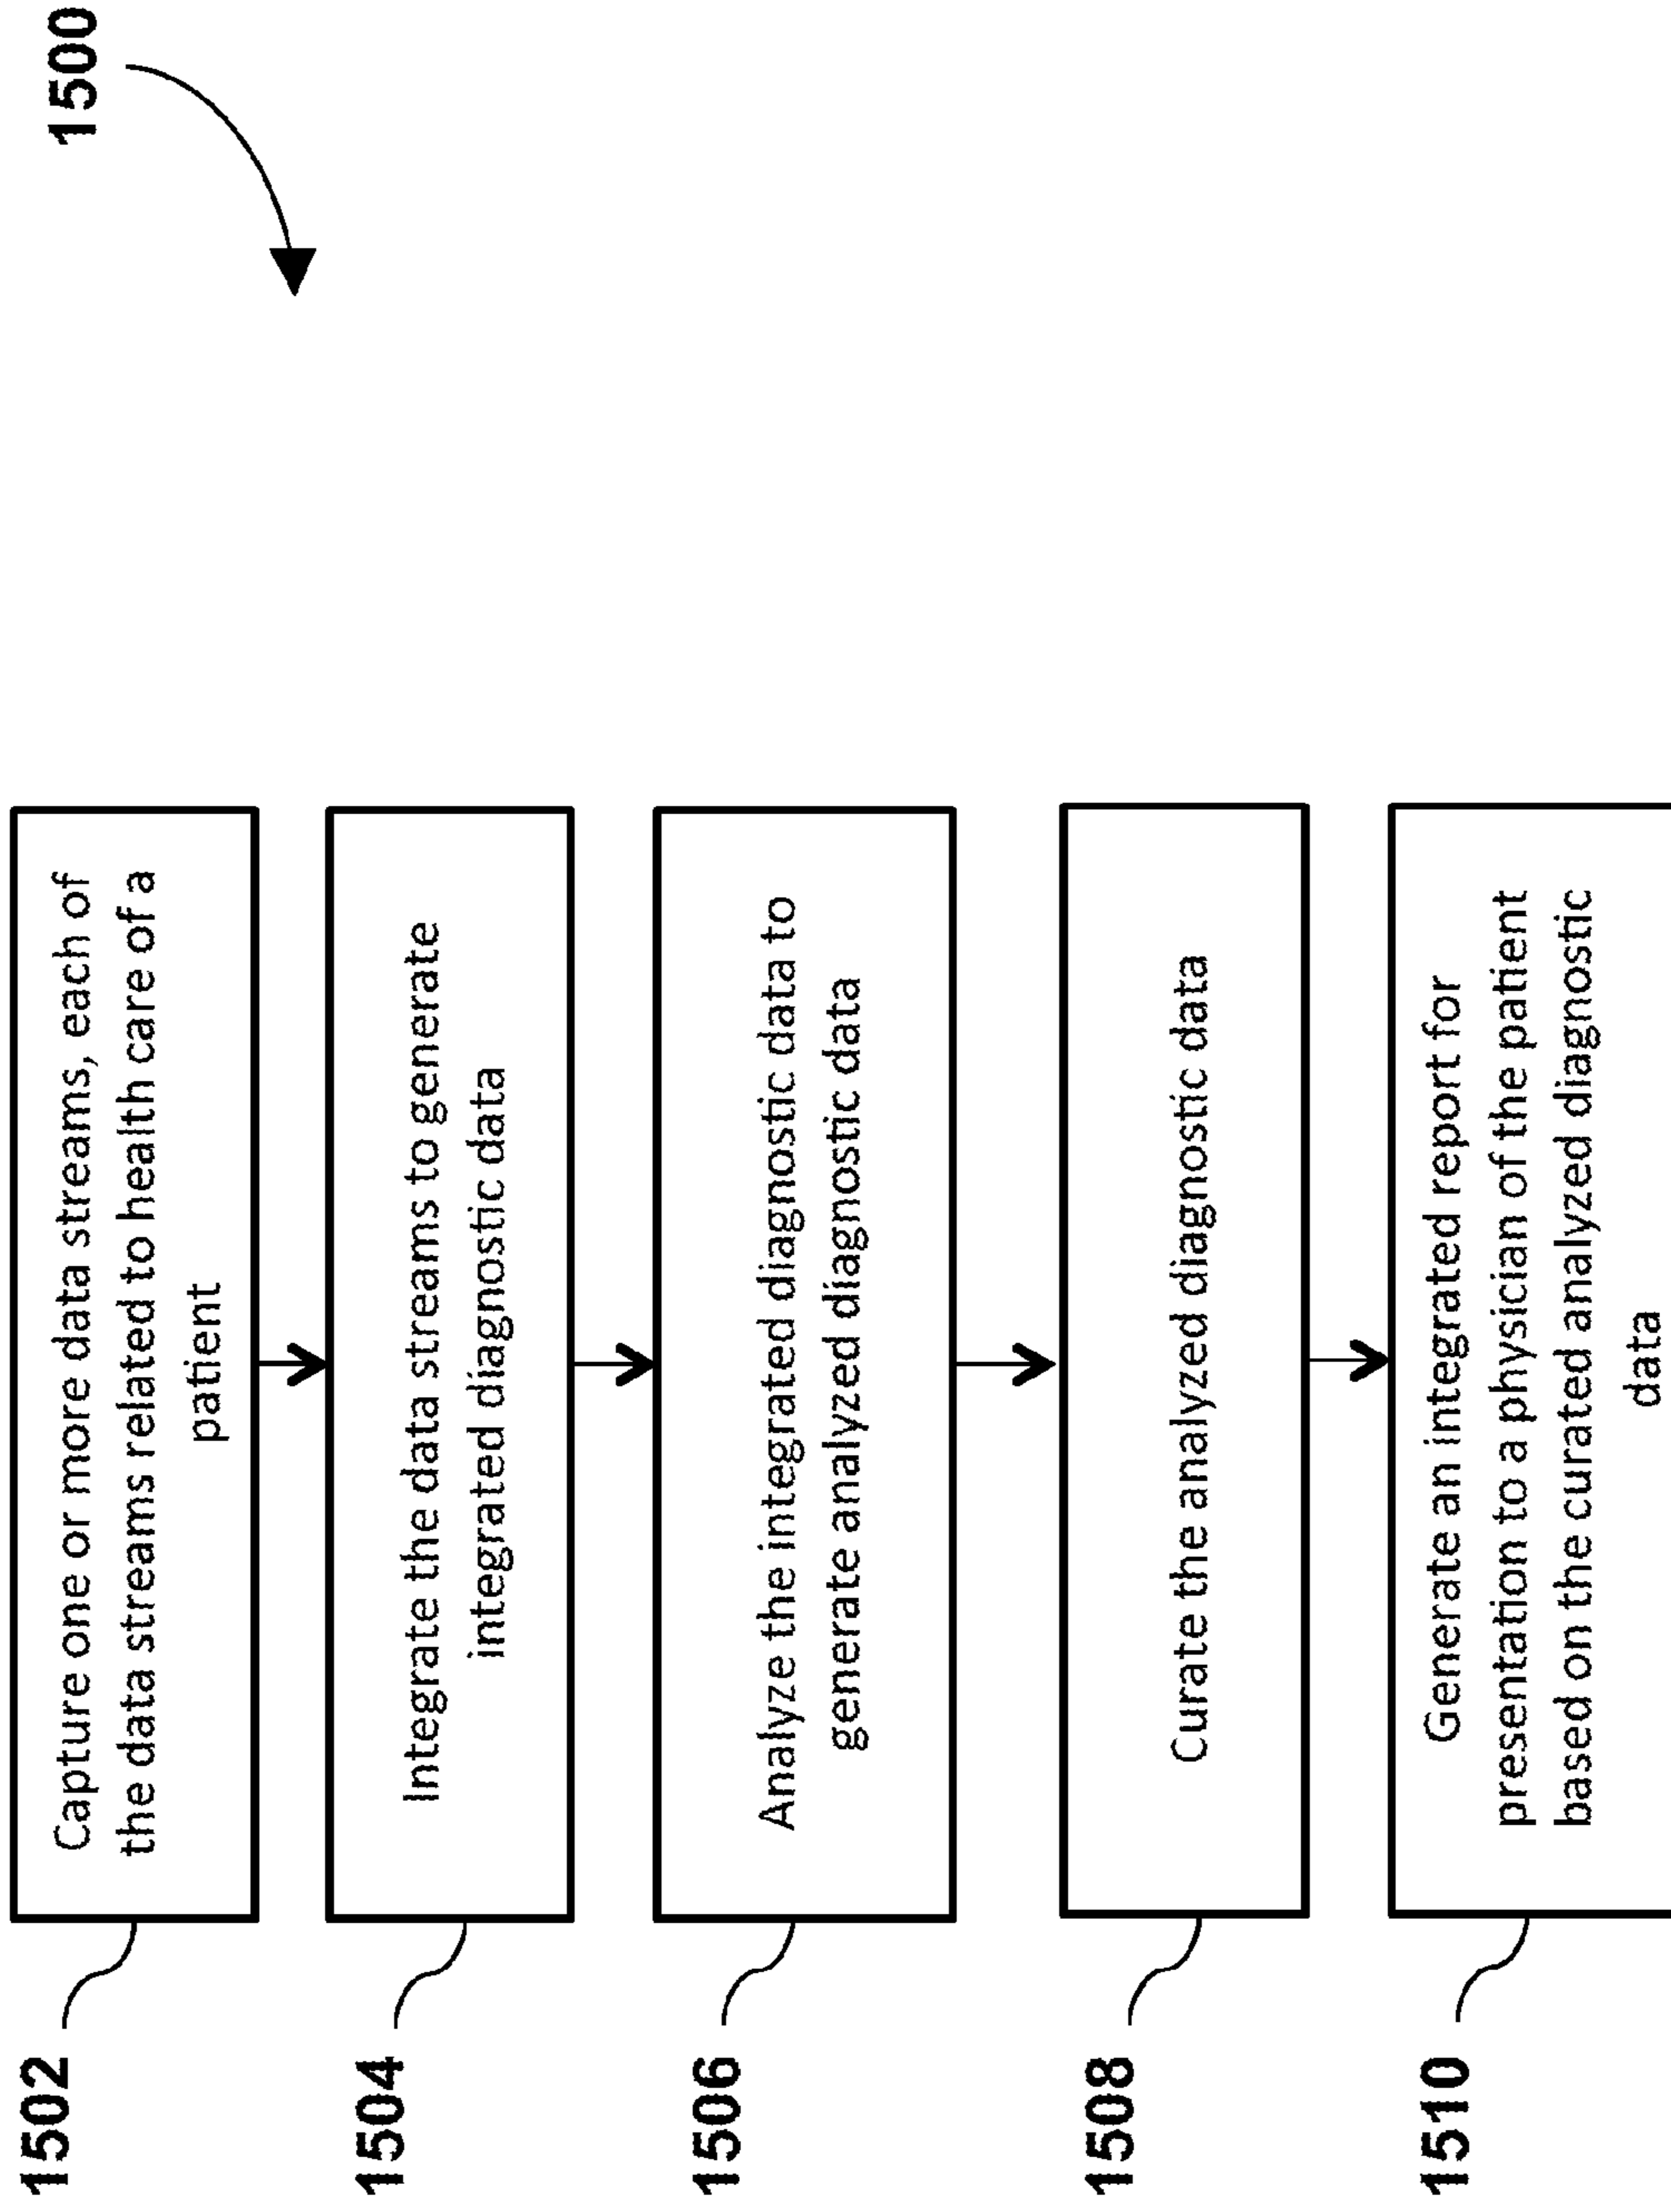 1500
1502
Capture one or more data streams, each of
the data streams related to health care of a
patient
1504
Integrate the data streams to generate
integrated diagnostic data
1506
Analyze the integrated diagnostic data to
generate analyzed diagnostic data
1508
Curate the analyzed diagnostic data
1510
Generate an integrated report for
presentation to a physician of the patient
based on the curated analyzed diagnostic
data